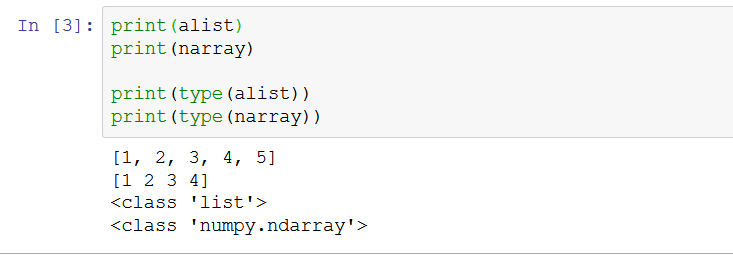 In [3]: print(alist)
print(narray)
print(type(alist))
print(type(narray))
[1, 2, 3, 4, 5]
[1 2 3 4]
<class 'list'>
<class 'numpy.ndarray'>